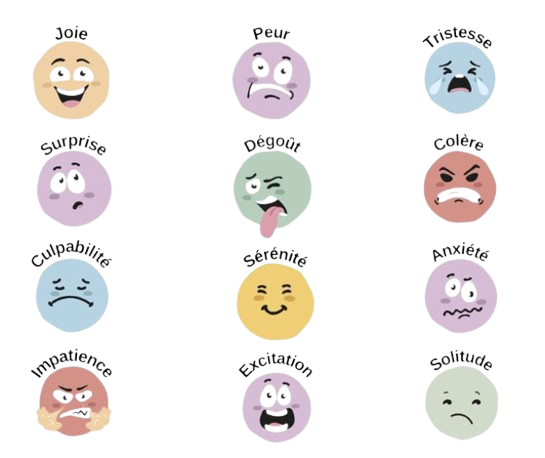 Joie
Peur
Tristesse
Surprise
Dégoût
Colère
Culpabilité
Sérénité
Anxiété
Impatience
Excitation
Solitude